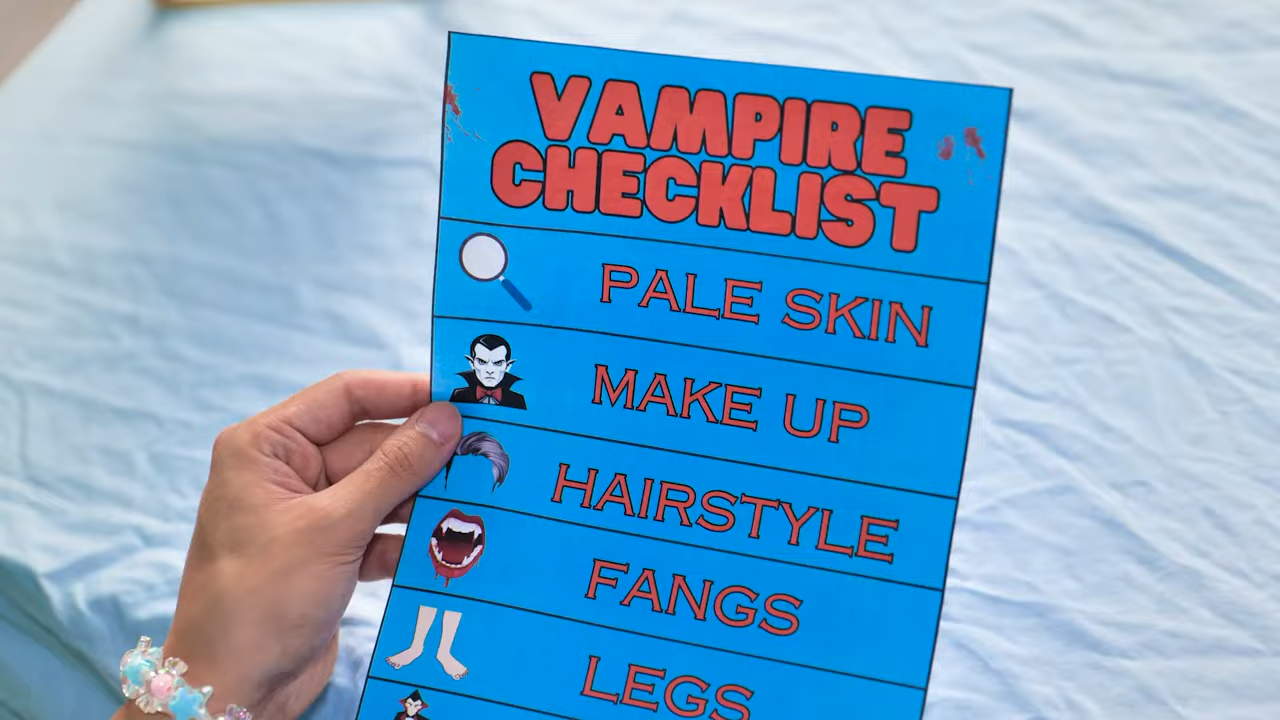 VAMPIRE
CHECKLIST
PALE SKIN
MAKE UP
HAIRSTYLE
FANGS
LEGS